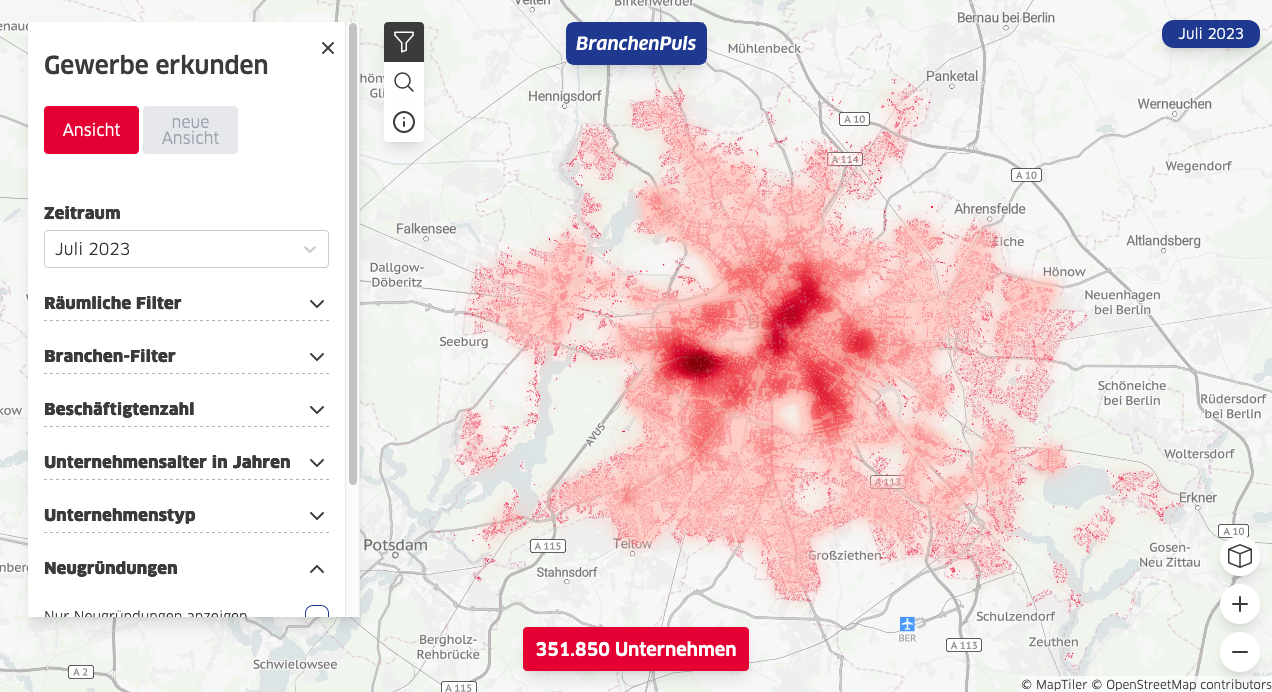 Gewerbe erkunden
Ansicht
neue
Ansicht
Zeitraum
Juli 2023
Räumliche Filter
Branchen-Filter
Beschäftigtenzahl
Unternehmensalter in Jahren
Unternehmenstyp
Neugründungen
Nur Neugründungen anzeigen
BranchenPuls
Juli 2023
Birkenwerder
Bernau bei Berlin
Mühlenbeck
Panketal
Hennigsdorf
Werneuchen
A 10
A 114
A 10
Wegendorf
Ahrensfelde
Falkensee
Eiche
Altlandsberg
Dallgow-
Döberitz
Hönow
Neuenhagen
bei Berlin
Seeburg
Schöneiche
bei Berlin
Rüdersdorf
bei Berlin
AVUS
Woltersdorf
A 113
Erkner
A 10
Potsdam
A 115
Teltow
Großziethen
Gosen-
Neu Zittau
Stahnsdorf
Schulzendorf
BER
A 113
Zeuthen
Bergholz-
Rehbrücke
351.850 Unternehmen
Schwielowsee
A 2
A 115
© MapTiler © OpenStreetMap contributors